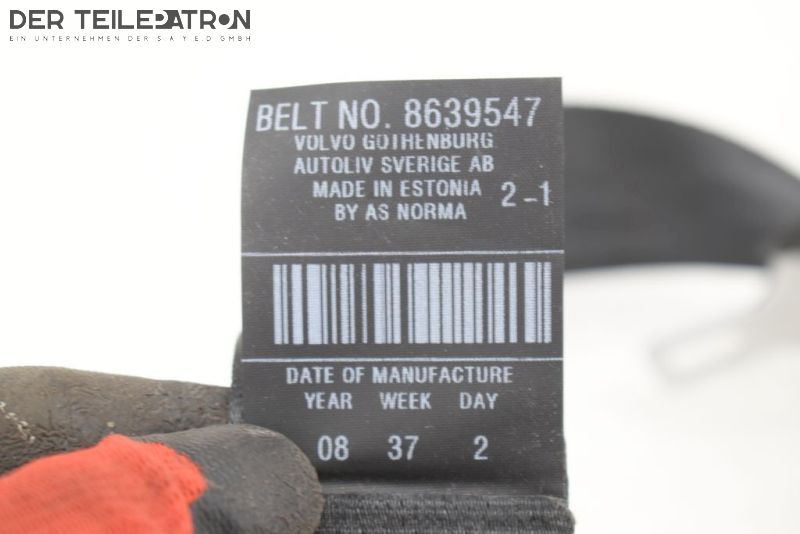 DER TEILEPATRON
EIN UNTERNEHMEN DER S A Y E D GMBH
BELT NO. 8639547
VOLVO GOTHENBURG
AUTOLIV SVERIGE AB
MADE IN ESTONIA 2-1
BY AS NORMA
DATE OF MANUFACTURE
YEAR WEEK DAY
08 37 2